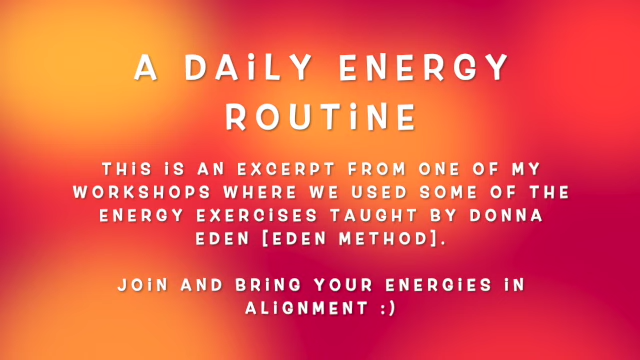 A DAiLY ENERGY
ROUTiNE
THiS iS AN EXCERPT FROM ONE OF MY
WORKSHOPS WHERE WE USED SOME OF THE
ENERGY EXERCiSES TAUGHT BY DONNA
EDEN [EDEN METHOD].
JOiN AND BRiNG YOUR ENERGiES iN
ALiGNMENT :)